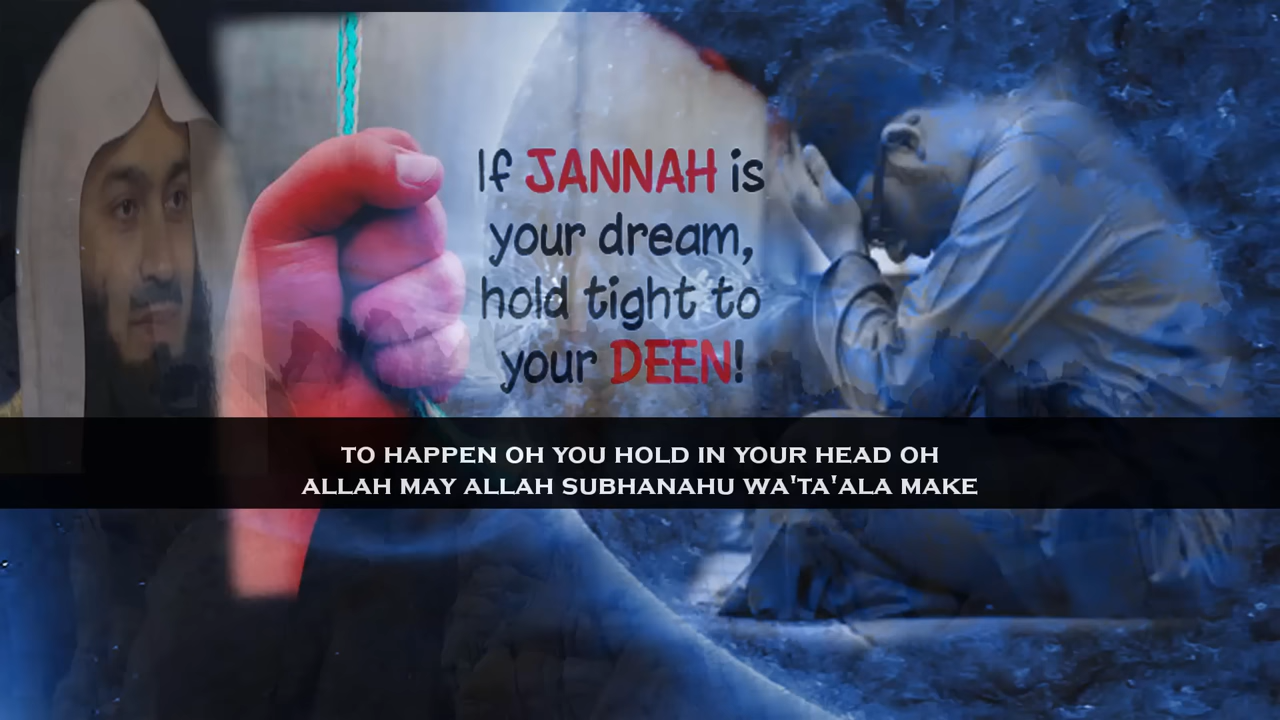 If JANNAH is
your dream,
hold tight to
your DEEN!
TO HAPPEN OH YOU HOLD IN YOUR HEAD OH
ALLAH MAY ALLAH SUBHANAHU WA'TA'ALA MAKE